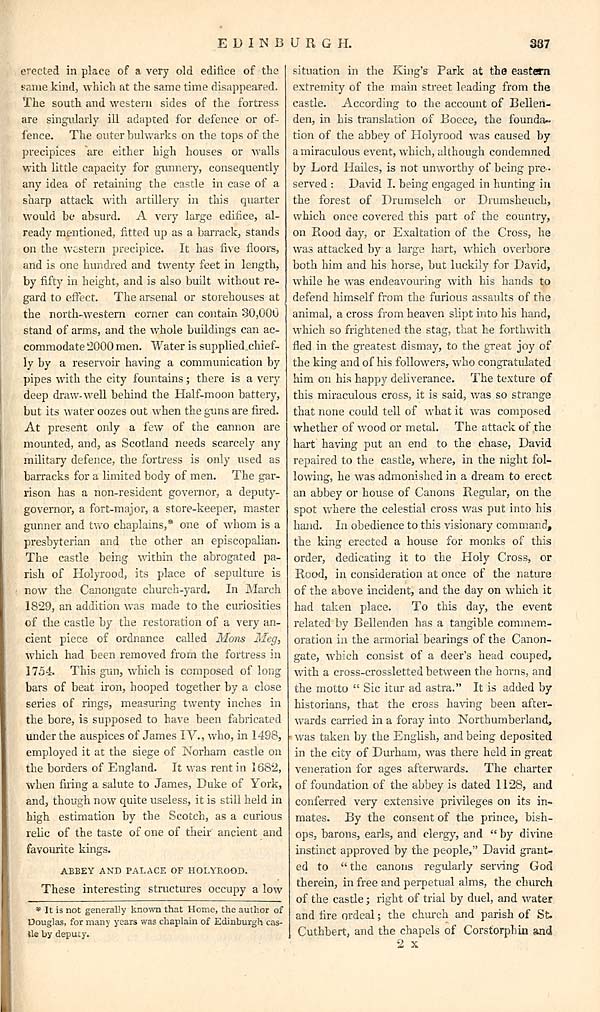 EDINBURGH. 387
erected in place of a very old edifice of the
same kind, which at the same time disappeared.
The south and western sides of the fortress
are singularly ill adapted for defence or of-
fence. The outer bulwarks on the tops of the
precipices are either high houses or walls
with little capacity for gunnery, consequently
any idea of retaining the castle in case of a
sharp attack with artillery in this quarter
would be absurd. A very large edifice, al-
ready mentioned, fitted up as a barrack, stands
on the western precipice. It has five floors,
and is one hundred and twenty feet in length,
by fifty in height, and is also built without re-
gard to effect. The arsenal or storehouses at
the north-western corner can contain 30,000
stand of arms, and the whole buildings can ac-
commodate 2000 men. Water is supplied chief-
ly by a reservoir having a communication by
pipes with the city fountains; there is a very
deep draw-well behind the Half-moon battery,
but its water oozes out when the guns are fired.
At present only a few of the cannon are
mounted, and, as Scotland needs scarcely any
military defence, the fortress is only used as
barracks for a limited body of men. The gar-
rison has a non-resident governor, a deputy-
governor, a fort-major, a store-keeper, master
gunner and two chaplains,* one of whom is a
presbyterian and the other an episcopalian.
The castle being within the abrogated pa-
rish of Holyrood, its place of sepulture is
now the Canongate church-yard. In March
1829, an addition was made to the curiosities
of the castle by the restoration of a very an-
cient piece of ordnance called Mons Meg,
which had been removed from the fortress in
1754. This gun, which is composed of long
bars of beat iron, hooped together by a close
series of rings, measuring twenty inches in
the bore, is supposed to have been fabricated
under the auspices of James IV., who, in 1498,
employed it at the siege of Norham castle on
the borders of England. It was rent in 1682,
when firing a salute to James, Duke of York,
and, though now quite useless, it is still held in
high estimation by the Scotch, as a curious
relic of the taste of one of their ancient and
favourite kings.
ABBEY AND PALACE OF HOLYROOD.
These interesting structures occupy a low
* It is not generally known that Home, the author of
Douglas, for many years was chaplain of Edinburgh cas-
tle by deputy.
situation in the King's Park at the eastern
extremity of the main street leading from the
castle. According to the account of Bellen-
den, in his translation of Boece, the founda-
tion of the abbey of Holyrood was caused by
a miraculous event, which, although condemned
by Lord Hailes, is not unworthy of being pre-
served: David I. being engaged in hunting in
the forest of Drumselch or Drumsheuch,
which once covered this part of the country,
on Rood day, or Exaltation of the Cross, he
was attacked by a large hart, which overbore
both him and his horse, but luckily for David,
while he was endeavouring with his hands to
defend himself from the furious assaults of the
animal, a cross from heaven slipt into his hand,
which so frightened the stag, that he forthwith
fled in the greatest dismay, to the great joy of
the king and of his followers, who congratulated
him on his happy deliverance. The texture of
this miraculous cross, it is said, was so strange
that none could tell of what it was composed
whether of wood or metal. The attack of the
hart having put an end to the chase, David
repaired to the castle, where, in the night fol-
lowing, he was admonished in a dream to erect
an abbey or house of Canons Regular, on the
spot where the celestial cross was put into his
hand. In obedience to this visionary command,
the king erected a house for monks of this
order, dedicating it to the Holy Cross, or
Rood, in consideration at once of the nature
of the above incident, and the day on which it
had taken place. To this day, the event
related by Bellenden has a tangible commem-
oration in the armorial bearings of the Canon-
gate, which consist of a deer's head couped,
with a cross-crossletted between the horns, and
the motto "Sic itur ad astra." It is added by
historians, that the cross having been after-
wards carried in a foray into Northumberland,
was taken by the English, and being deposited
in the city of Durham, was there held in great
veneration for ages afterwards. The charter
of foundation of the abbey is dated 1128, and
conferred very extensive privileges on its in-
mates. By the consent of the prince, bish-
ops, barons, earls, and clergy, and "by divine
instinct approved by the people," David grant-
ed to "the canons regularly serving God
therein, in free and perpetual alms, the church
of the castle; right of trial by duel, and water
and fire ordeal; the church and parish of St.
Cuthbert, and the chapels of Corstorphin and
2 X